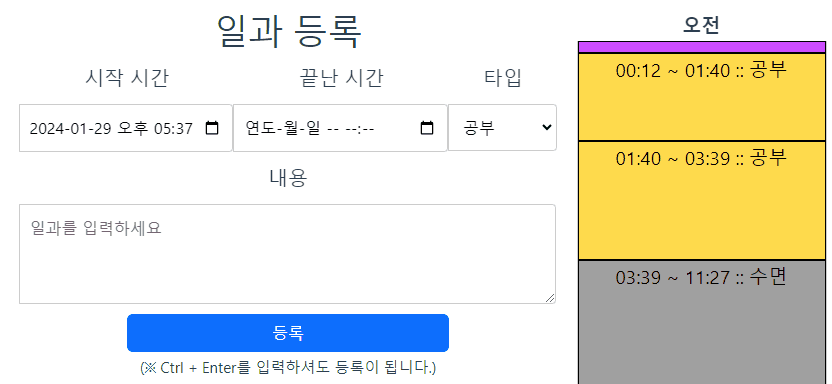 일과 등록
시작 시간 끝난 시간 타입
2024-01-29 오후 05:37 연도-월-일 -- --:-- 공부
내용
일과를 입력하세요
등록
(※ Ctrl + Enter를 입력하셔도 등록이 됩니다.)
오전
00:12 ~ 01:40 :: 공부
01:40 ~ 03:39 :: 공부
03:39 ~ 11:27 :: 수면